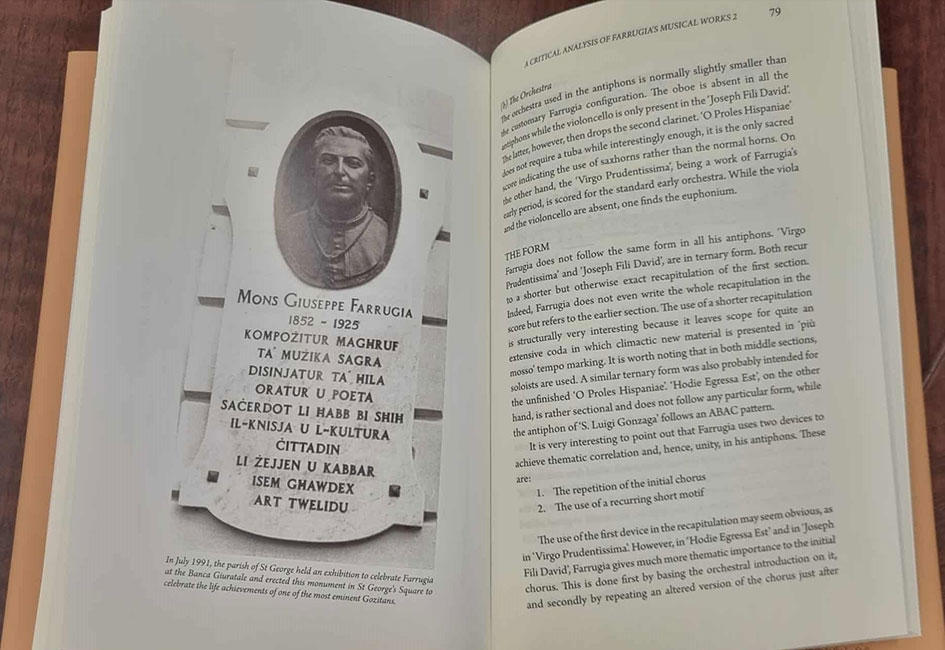 MONS GIUSEPPE FARRUGIA
1852 - 1925
KOMPOŻITUR MAGHRUF
TA' MUŻIKA SAGRA
DISINJATUR TA' ĦILA
ORATUR U POETA
SAĊERDOT LI ĦABB BI SHIH
IL-KNISJA U L-KULTURA
ĊITTADIN
LI ŻEJJEN U KABBAR
ISEM GHAWDEX
ART TWELIDU
In July 1991, the parish of St George held an exhibition to celebrate Farrugia
at the Banca Giuratale and erected this monument in St George's Square to
celebrate the life achievements of one of the most eminent Gozitans.
A CRITICAL ANALYSIS OF FARRUGIA'S MUSICAL WORKS 2 79
(h) The Orchestra
The orchestra used in the antiphons is normally slightly smaller than
the customary Farrugia configuration. The oboe is absent in all the
antiphons while the violoncello is only present in the 'Joseph Fili David'.
The latter, however, then drops the second clarinet. 'O Proles Hispaniae'
does not require a tuba while interestingly enough, it is the only sacred
score indicating the use of saxhorns rather than the normal horns. On
the other hand, the 'Virgo Prudentissima', being a work of Farrugia's
early period, is scored for the standard early orchestra. While the viola
and the violoncello are absent, one finds the euphonium.
THE FORM
Farrugia does not follow the same form in all his antiphons. 'Virgo
Prudentissima' and 'Joseph Fili David', are in ternary form. Both recur
to a shorter but otherwise exact recapitulation of the first section.
Indeed, Farrugia does not even write the whole recapitulation in the
score but refers to the earlier section. The use of a shorter recapitulation
is structurally very interesting because it leaves scope for quite an
extensive coda in which climactic new material is presented in 'più
mosso' tempo marking. It is worth noting that in both middle sections,
soloists are used. A similar ternary form was also probably intended for
the unfinished 'O Proles Hispaniae'. 'Hodie Egressa Est', on the other
hand, is rather sectional and does not follow any particular form, while
the antiphon of 'S. Luigi Gonzaga' follows an ABAC pattern.
It is very interesting to point out that Farrugia uses two devices to
achieve thematic correlation and, hence, unity, in his antiphons. These
are:
1. The repetition of the initial chorus
2. The use of a recurring short motif
The use of the first device in the recapitulation may seem obvious, as
in 'Virgo Prudentissima'. However, in 'Hodie Egressa Est' and in 'Joseph
Fili David', Farrugia gives much more thematic importance to the initial
chorus. This is done first by basing the orchestral introduction on it,
and secondly by repeating an altered version of the chorus just after